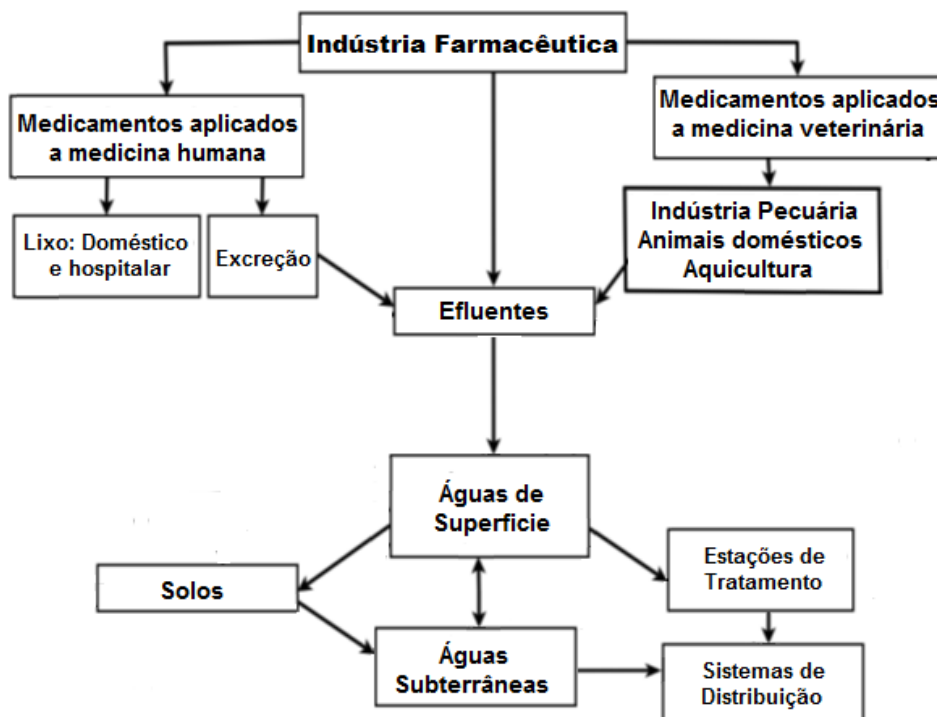 Indústria Farmacêutica
Medicamentos aplicados
a medicina humana
Medicamentos aplicados
a medicina veterinária
Lixo: Doméstico
e hospitalar
Excreção
Indústria Pecuária
Animais domésticos
Aquicultura
Efluentes
Águas de
Superficie
Estações de
Tratamento
Solos
Águas
Subterrâneas
Sistemas de
Distribuição